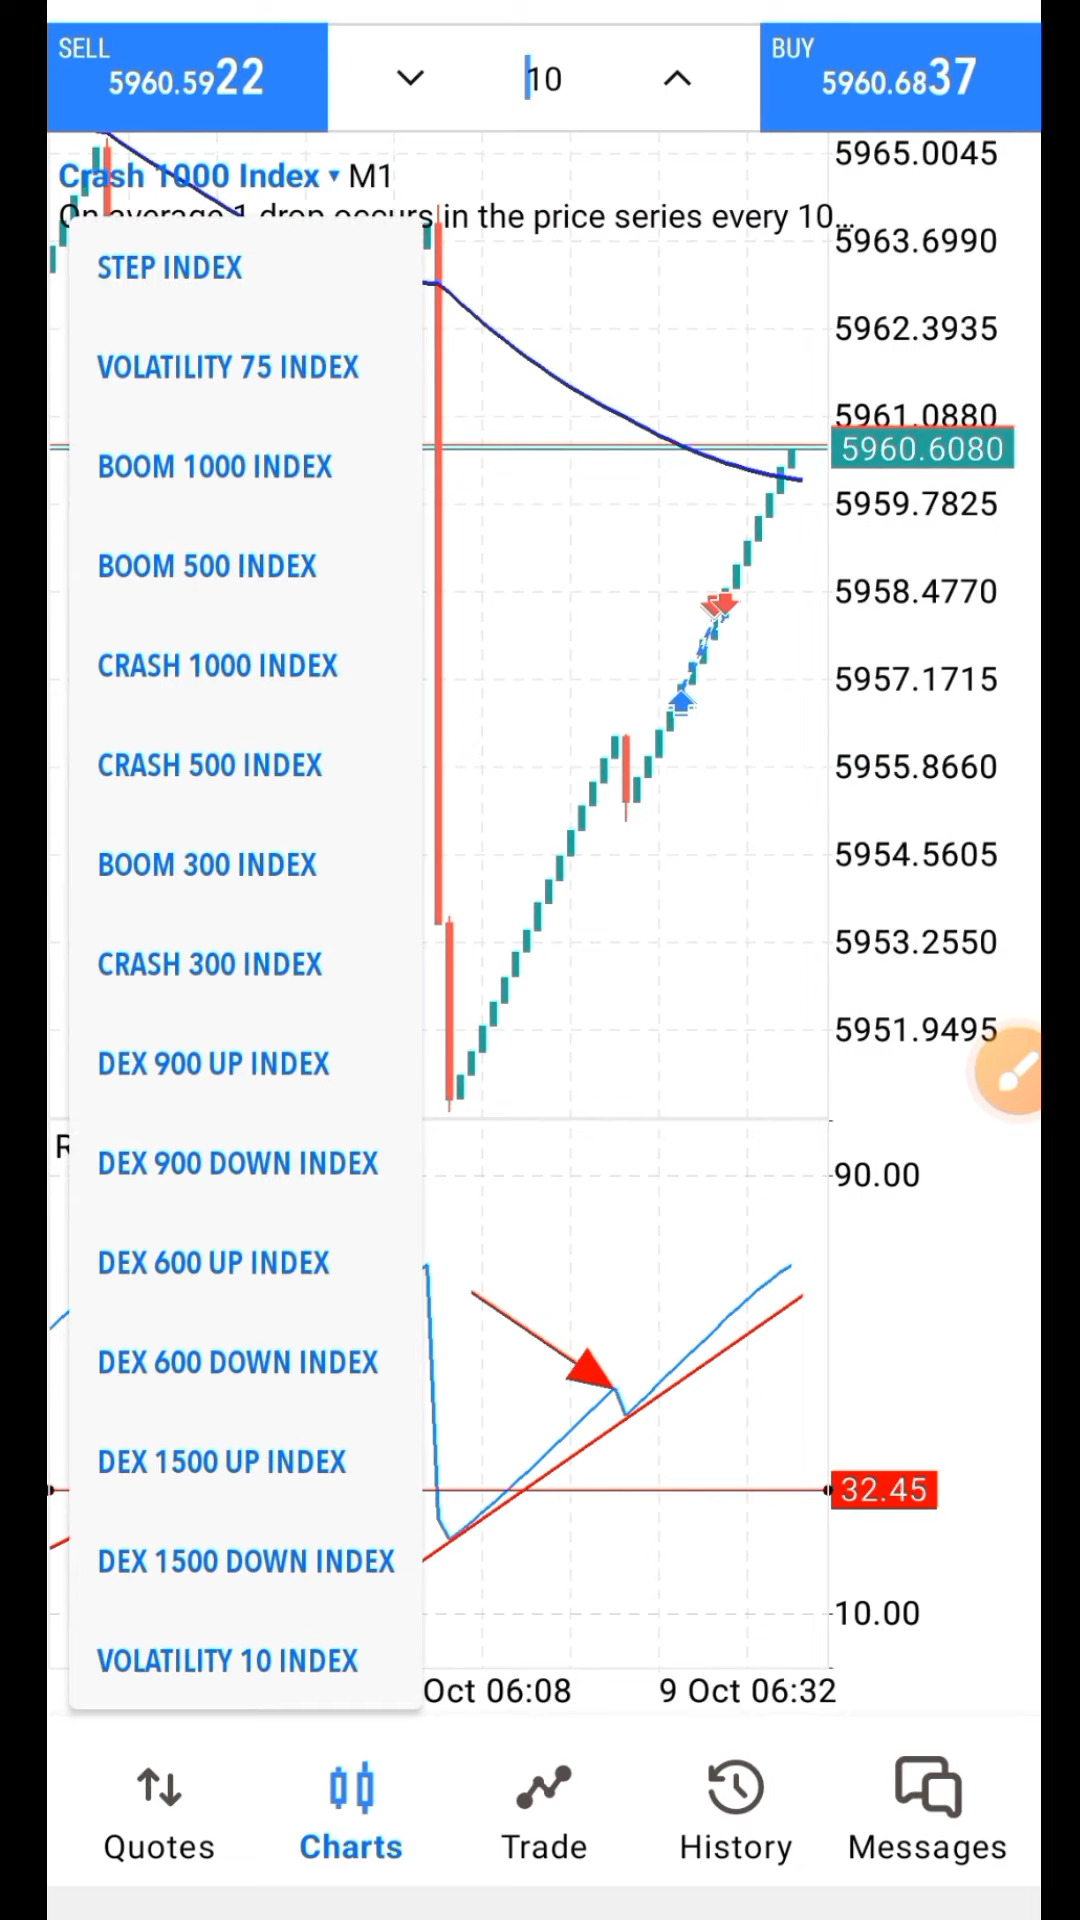 SELL
5960.5922
10
BUY
5960.6837
Crash 1000 Index ▾ M1
On average 1 drop occurs in the price series every 10...
STEP INDEX
VOLATILITY 75 INDEX
BOOM 1000 INDEX
BOOM 500 INDEX
CRASH 1000 INDEX
CRASH 500 INDEX
BOOM 300 INDEX
CRASH 300 INDEX
DEX 900 UP INDEX
DEX 900 DOWN INDEX
DEX 600 UP INDEX
DEX 600 DOWN INDEX
DEX 1500 UP INDEX
DEX 1500 DOWN INDEX
VOLATILITY 10 INDEX
5965.0045
5963.6990
5962.3935
5961.0880
5960.6080
5959.7825
5958.4770
5957.1715
5955.8660
5954.5605
5953.2550
5951.9495
R
90.00
32.45
10.00
Oct 06:08
9 Oct 06:32
Quotes
Charts
Trade
History
Messages